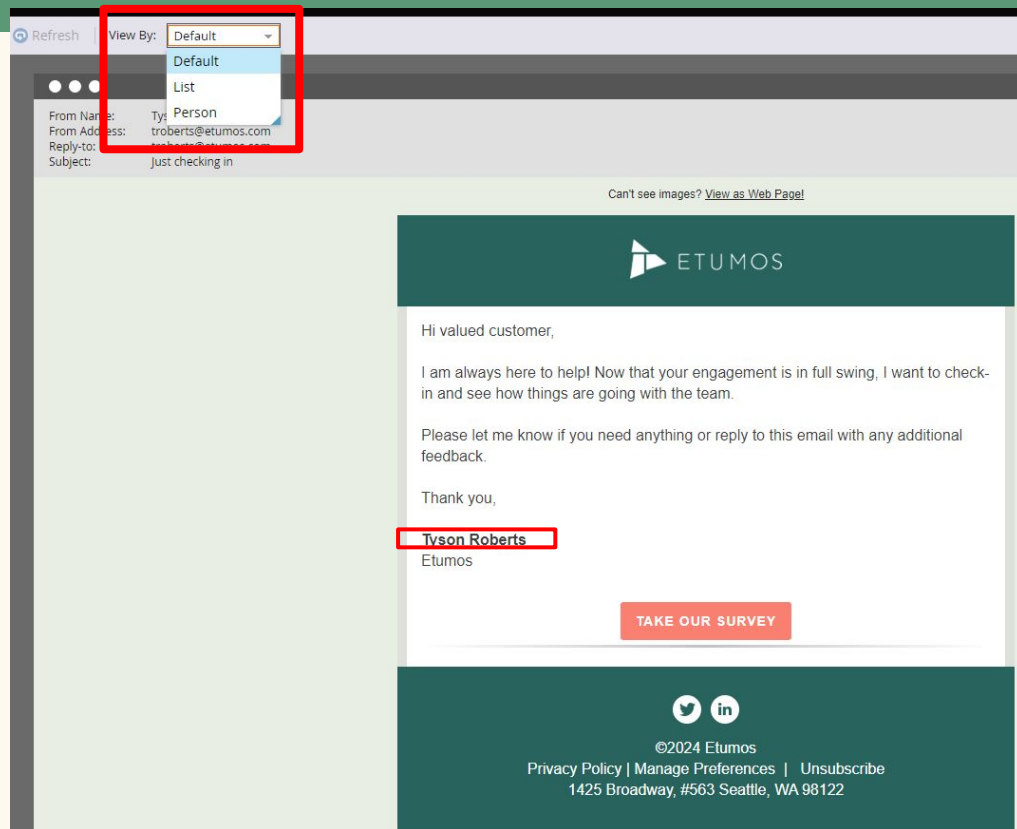 Refresh View By: Default
Default
List
Person
From Name: Tys
From Address: troberts@etumos.com
Reply-to: troberts@etumos.com
Subject: Just checking in
Can't see images? View as Web Page!
ETUMOS
Hi valued customer,
I am always here to help! Now that your engagement is in full swing, I want to check-
in and see how things are going with the team.
Please let me know if you need anything or reply to this email with any additional
feedback.
Thank you,
Tyson Roberts
Etumos
TAKE OUR SURVEY
in
©2024 Etumos
Privacy Policy | Manage Preferences | Unsubscribe
1425 Broadway, #563 Seattle, WA 98122